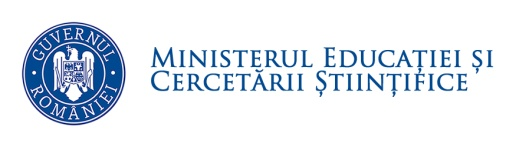 GUVERNUL
ROMÂNIEI
MINISTERUL EDUCAȚIEI ȘI
CERCETĂRII ȘTIINȚIFICE